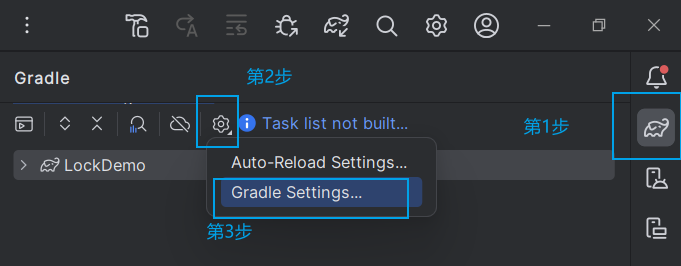 Gradle
第2步
Task list not built...
第1步
LockDemo
Auto-Reload Settings...
Gradle Settings...
第3步